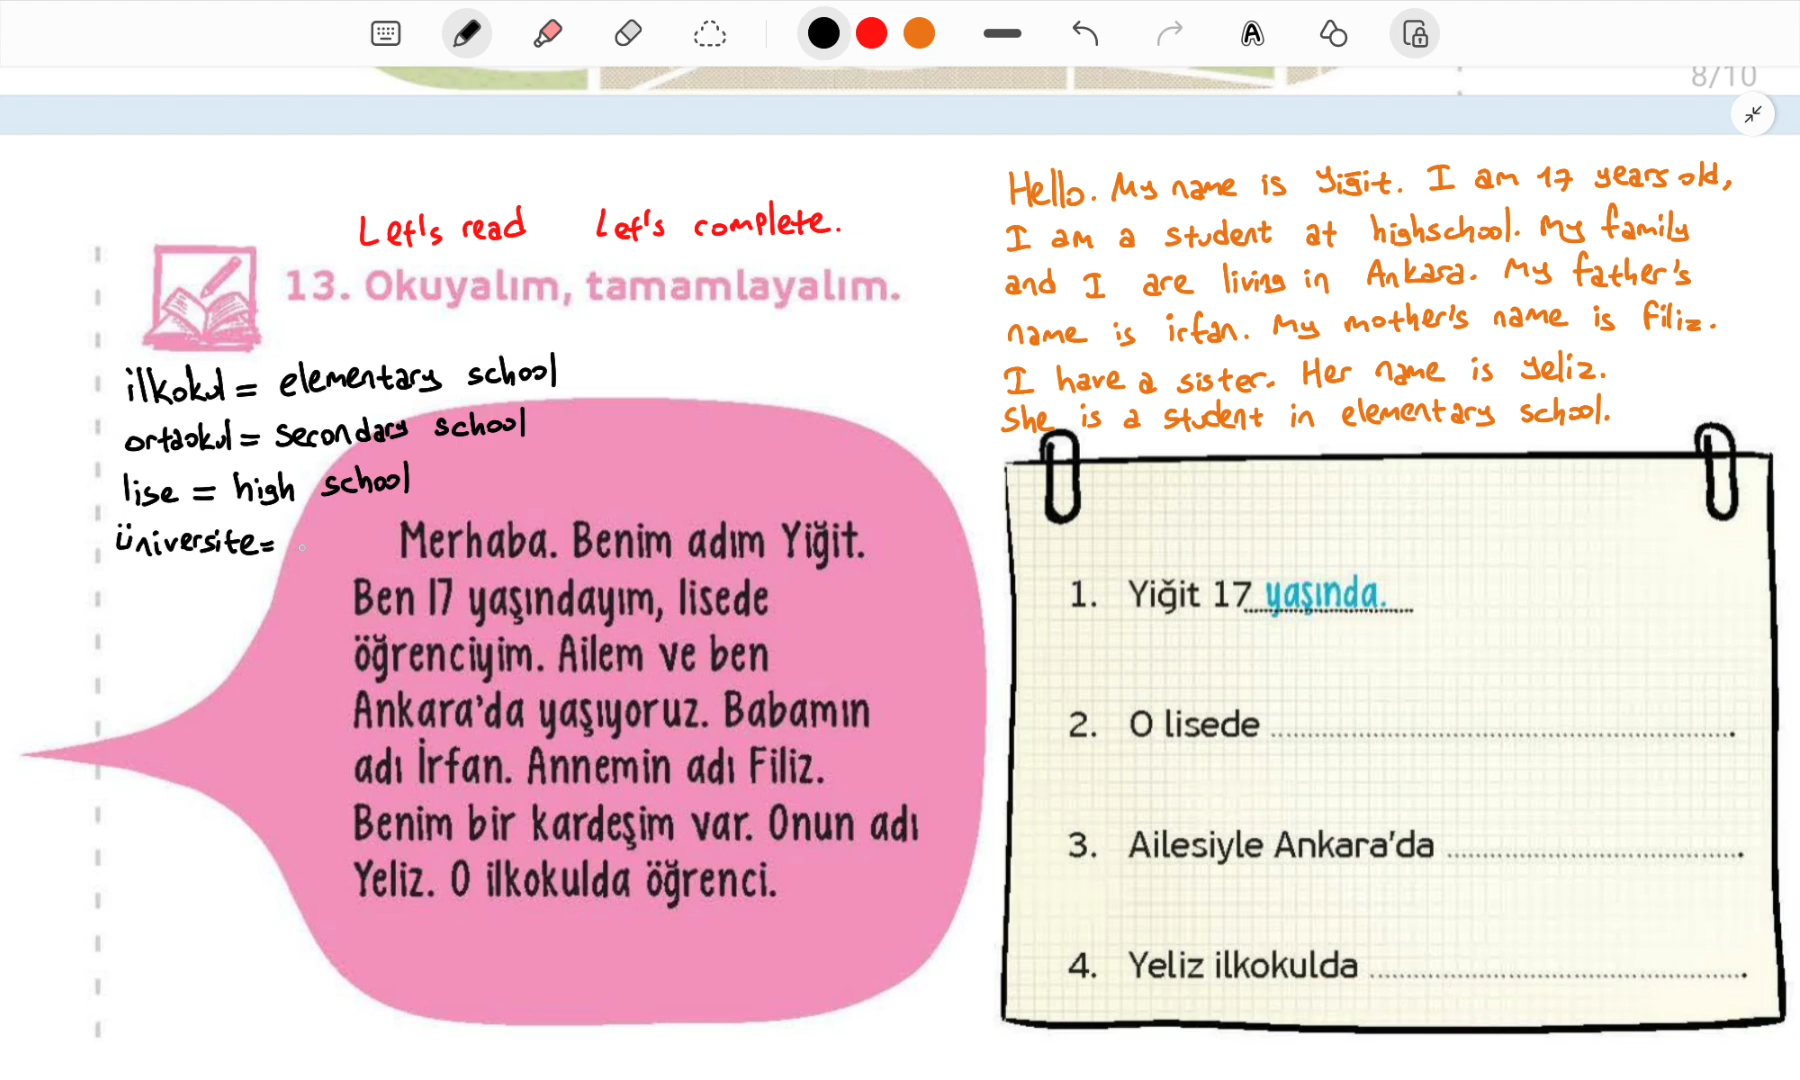 8/10
Let's read Let's complete.
13. Okuyalım, tamamlayalım.
ilkokul = elementary school
ortaokul = secondary school
lise = high school
üniversite=
Merhaba. Benim adım Yiğit.
Ben 17 yaşındayım, lisede
öğrenciyim. Ailem ve ben
Ankara'da yaşıyoruz. Babamın
adı İrfan. Annemin adı Filiz.
Benim bir kardeşim var. Onun adı
Yeliz. O ilkokulda öğrenci.
Hello. My name is Yiğit. I am 17 years old,
I am a student at highschool. My family
and I are living in Ankara. My father's
name is irfan. My mother's name is Filiz.
I have a sister. Her name is Yeliz.
She is a student in elementary school.
1. Yiğit 17 yaşında.
2. O lisede ........................................................
3. Ailesiyle Ankara'da ........................................
4. Yeliz ilkokulda ..................................................